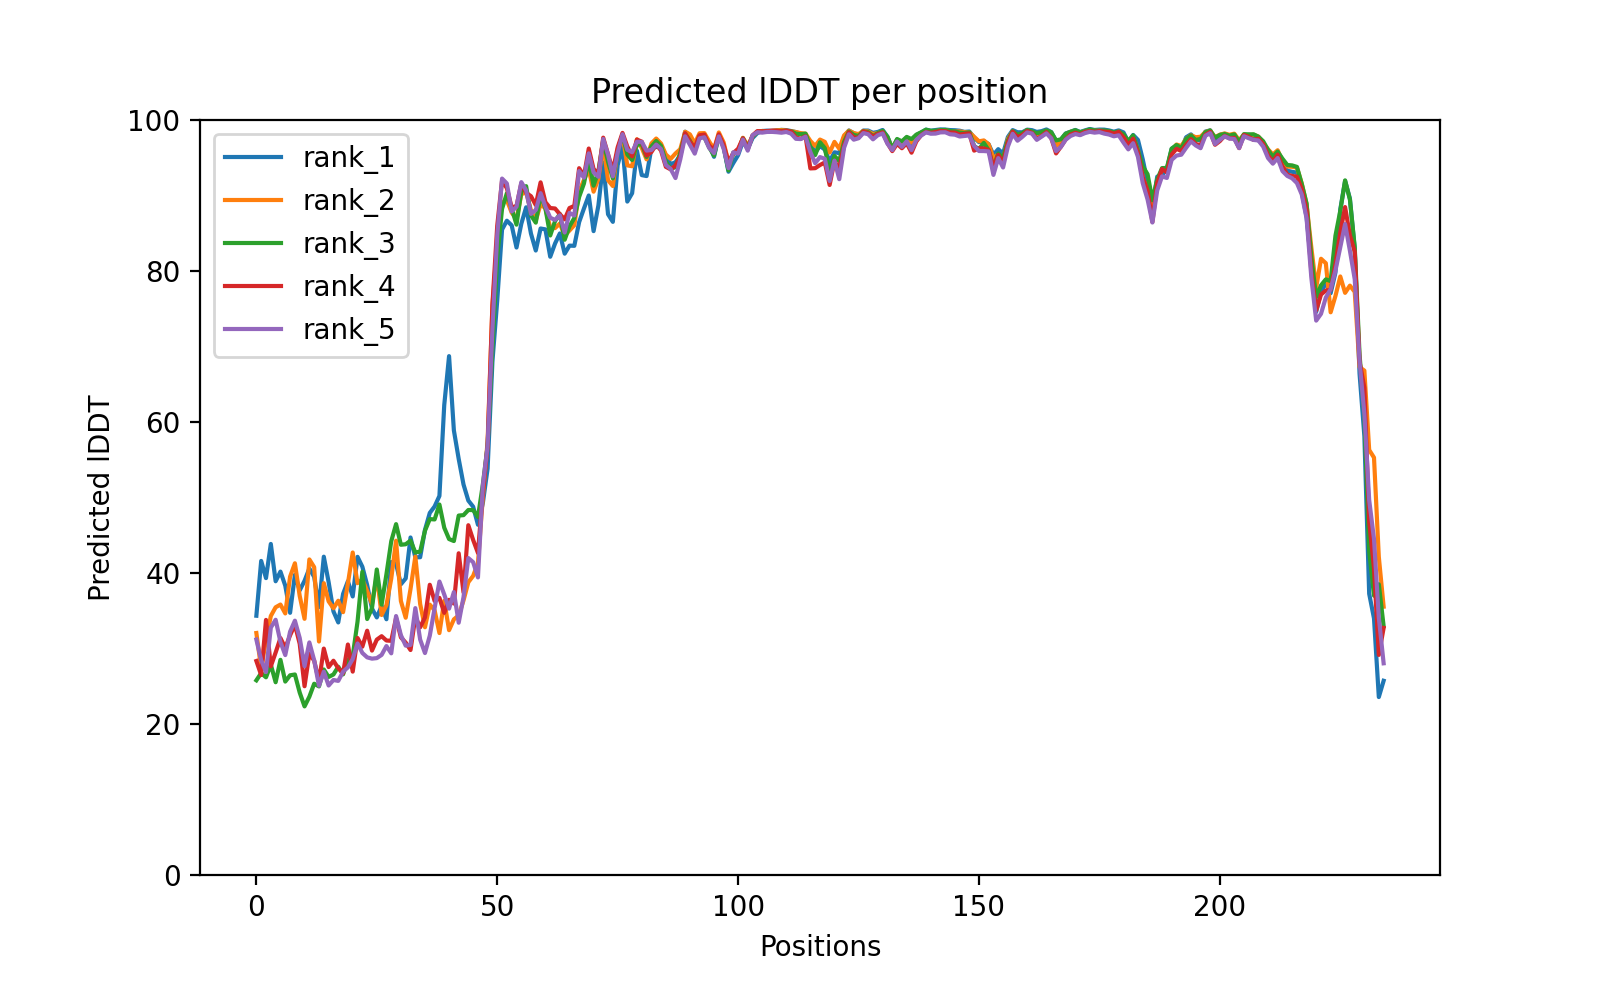 Predicted lDDT per position
100
80
60
40
20
0
Predicted lDDT
rank_1
rank_2
rank_3
rank_4
rank_5
0 50 100 150 200
Positions